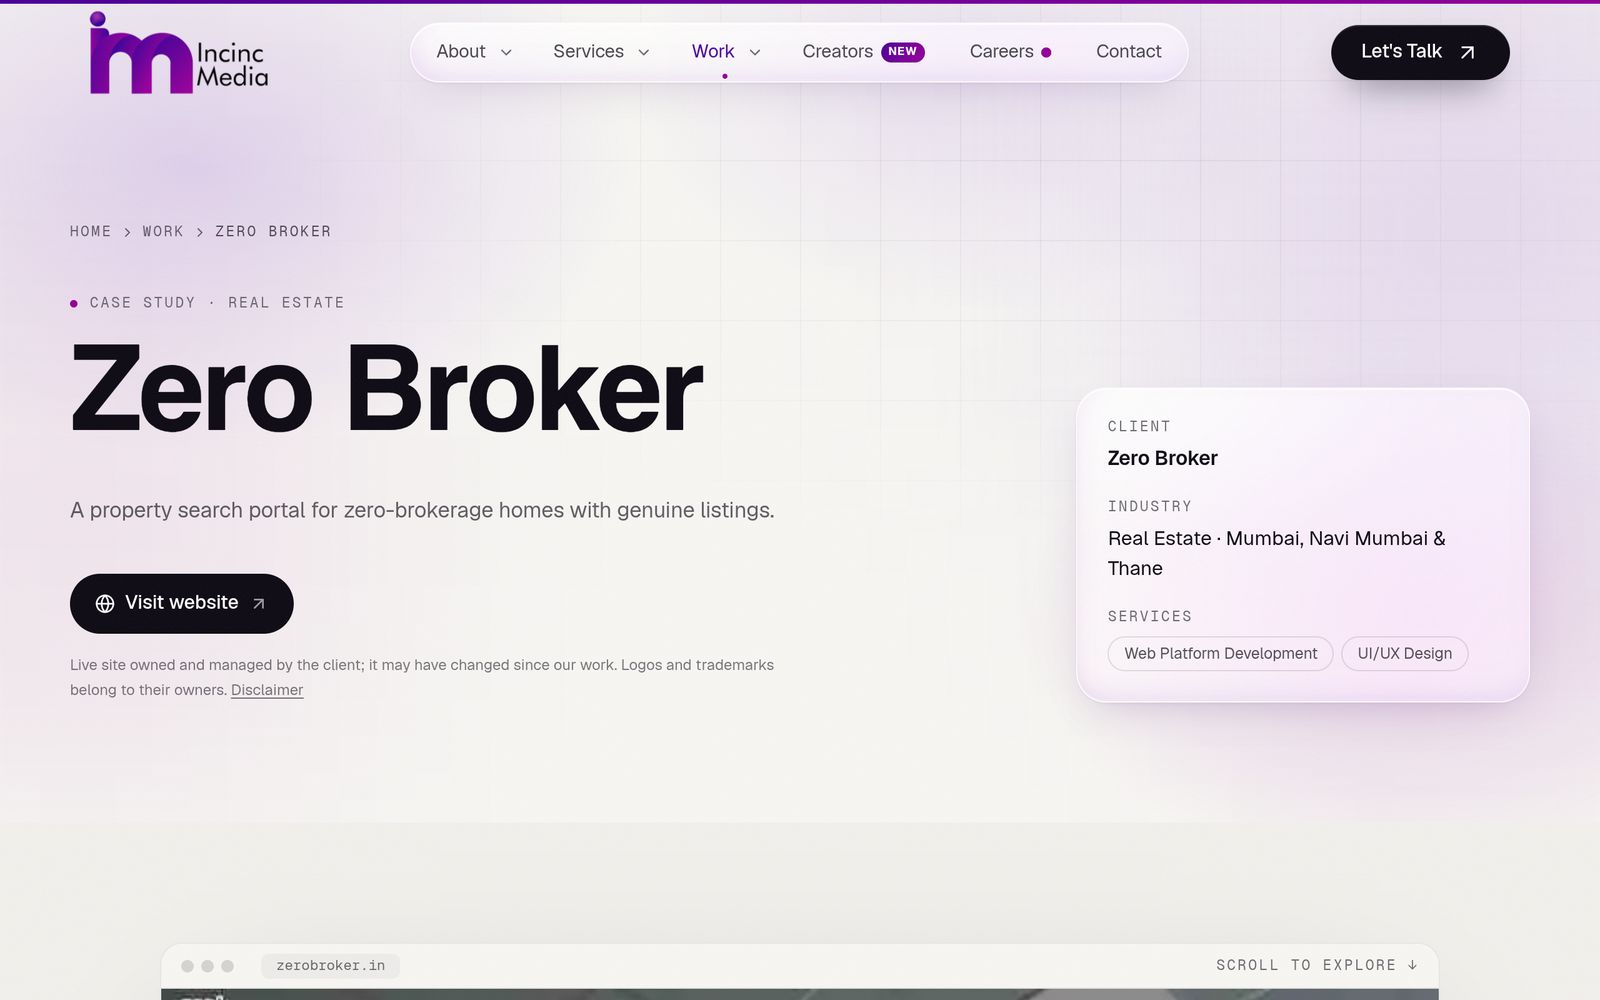 Incinc
Media
About
Services
Work
Creators NEW
Careers
Contact
Let's Talk
HOME > WORK > ZERO BROKER
CASE STUDY · REAL ESTATE
Zero Broker
A property search portal for zero-brokerage homes with genuine listings.
Visit website
Live site owned and managed by the client; it may have changed since our work. Logos and trademarks
belong to their owners. Disclaimer
CLIENT
Zero Broker
INDUSTRY
Real Estate · Mumbai, Navi Mumbai &
Thane
SERVICES
Web Platform Development
UI/UX Design
zerobroker.in
SCROLL TO EXPLORE ↓